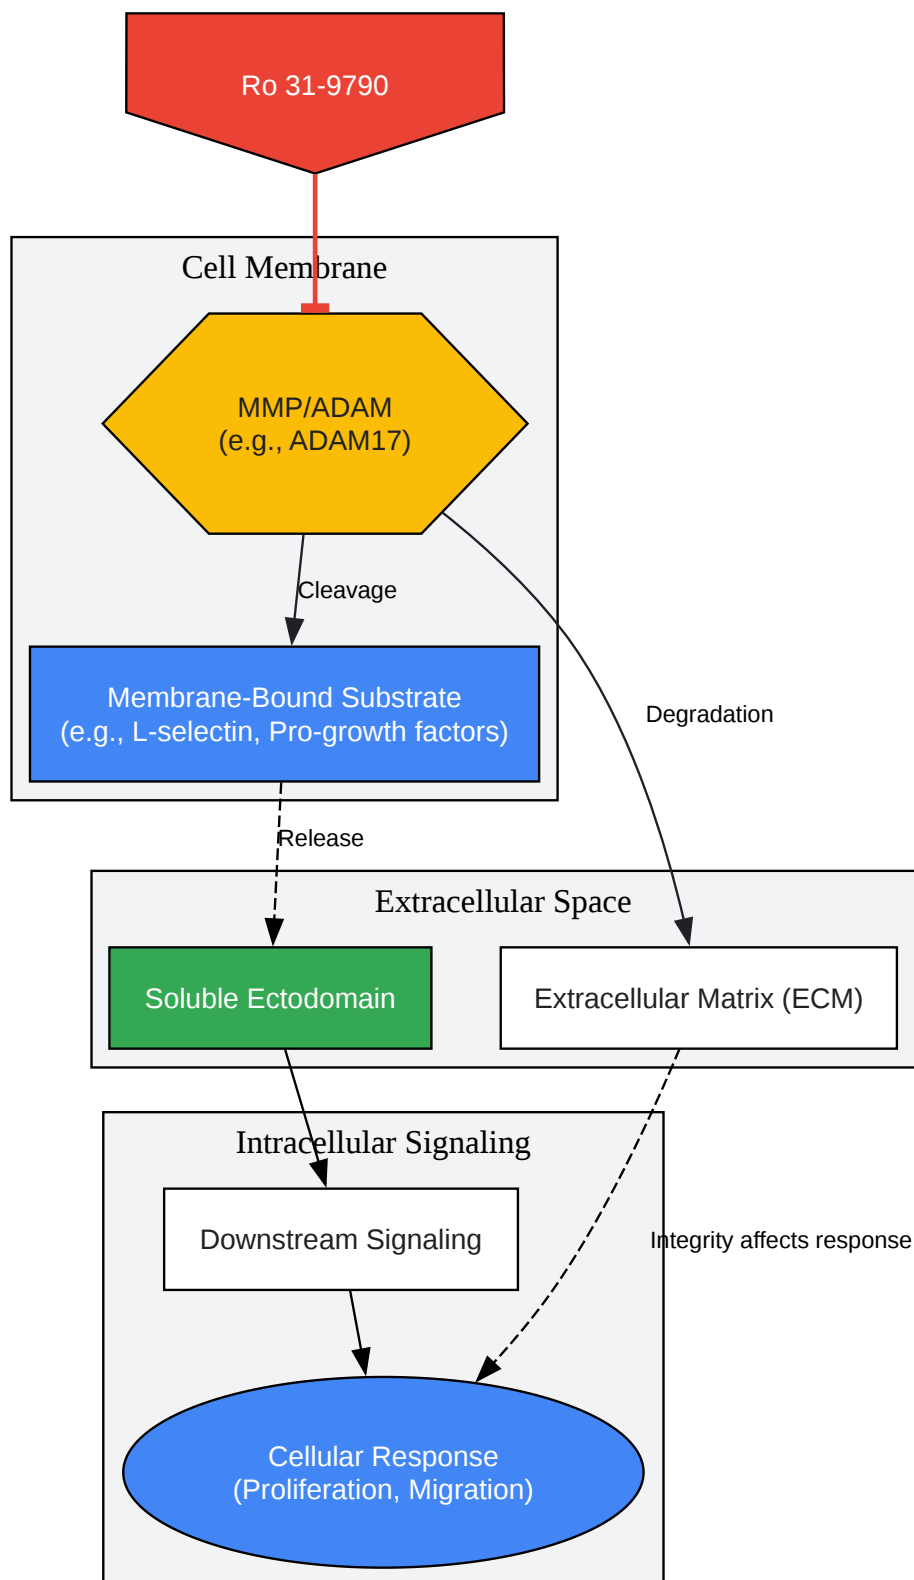 Ro 31-9790
Cell Membrane
MMP/ADAM
(e.g., ADAM17)
Cleavage
Membrane-Bound Substrate
(e.g., L-selectin, Pro-growth factors)
Degradation
Release
Extracellular Space
Soluble Ectodomain
Extracellular Matrix (ECM)
Intracellular Signaling
Downstream Signaling
Integrity affects response
Cellular Response
(Proliferation, Migration)